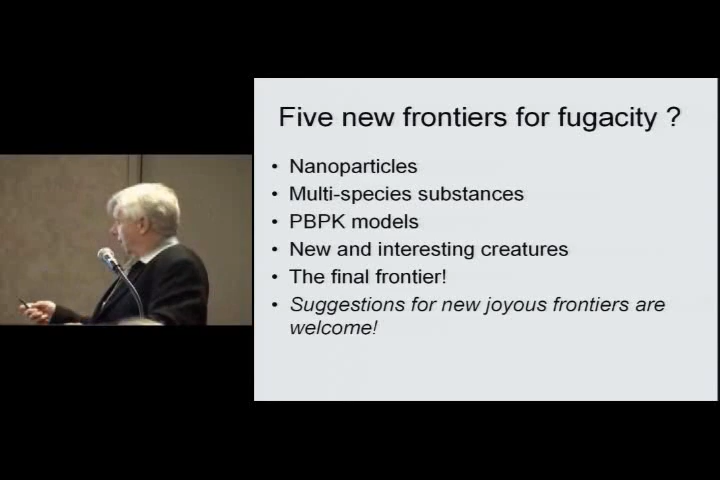 Five new frontiers for fugacity ?
• Nanoparticles
• Multi-species substances
• PBPK models
• New and interesting creatures
• The final frontier!
• Suggestions for new joyous frontiers are
welcome!